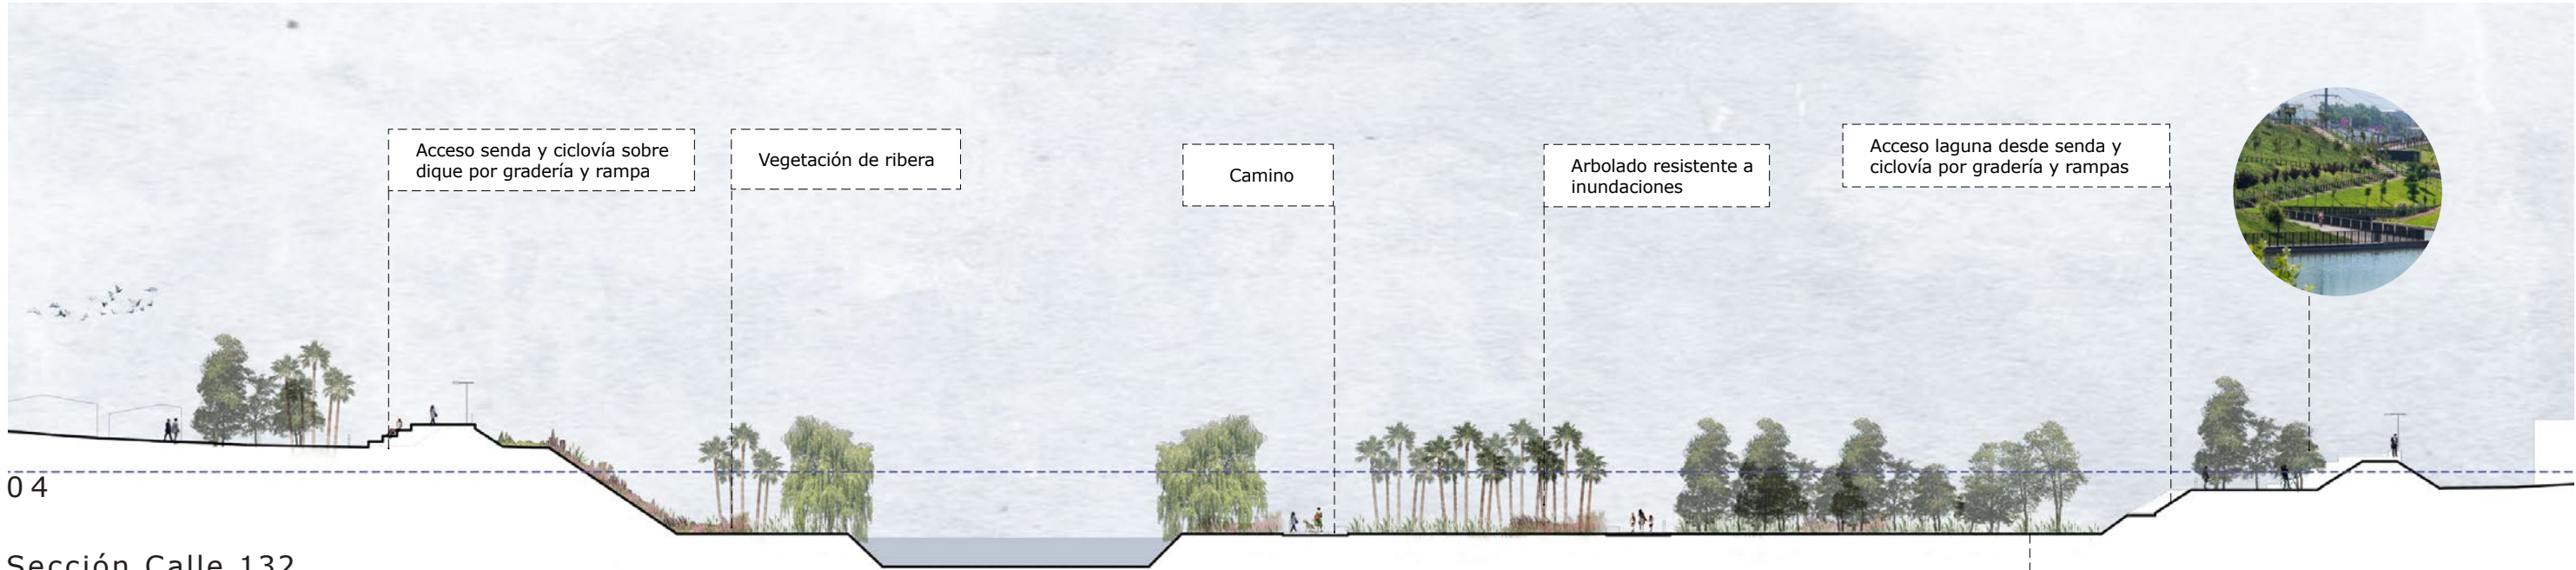 Acceso senda y ciclovía sobre
dique por gradería y rampa
Vegetación de ribera
Camino
Arbolado resistente a
inundaciones
Acceso laguna desde senda y
ciclovía por gradería y rampas
04
Sección Calle 132